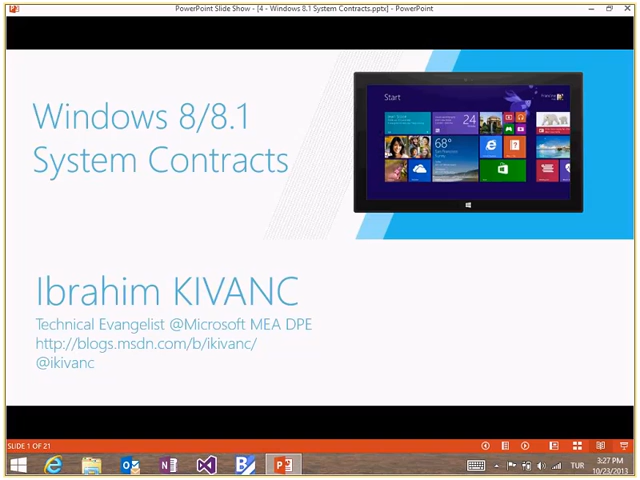 PowerPoint Slide Show - [4 - Windows 8.1 System Contracts.pptx] - PowerPoint
Windows 8/8.1
System Contracts
Start
24
68°
Ibrahim KIVANC
Technical Evangelist @Microsoft MEA DPE
http://blogs.msdn.com/b/ikivanc/
@ikivanc
SLIDE 1 OF 21
TUR
3:27 PM
10/23/2013